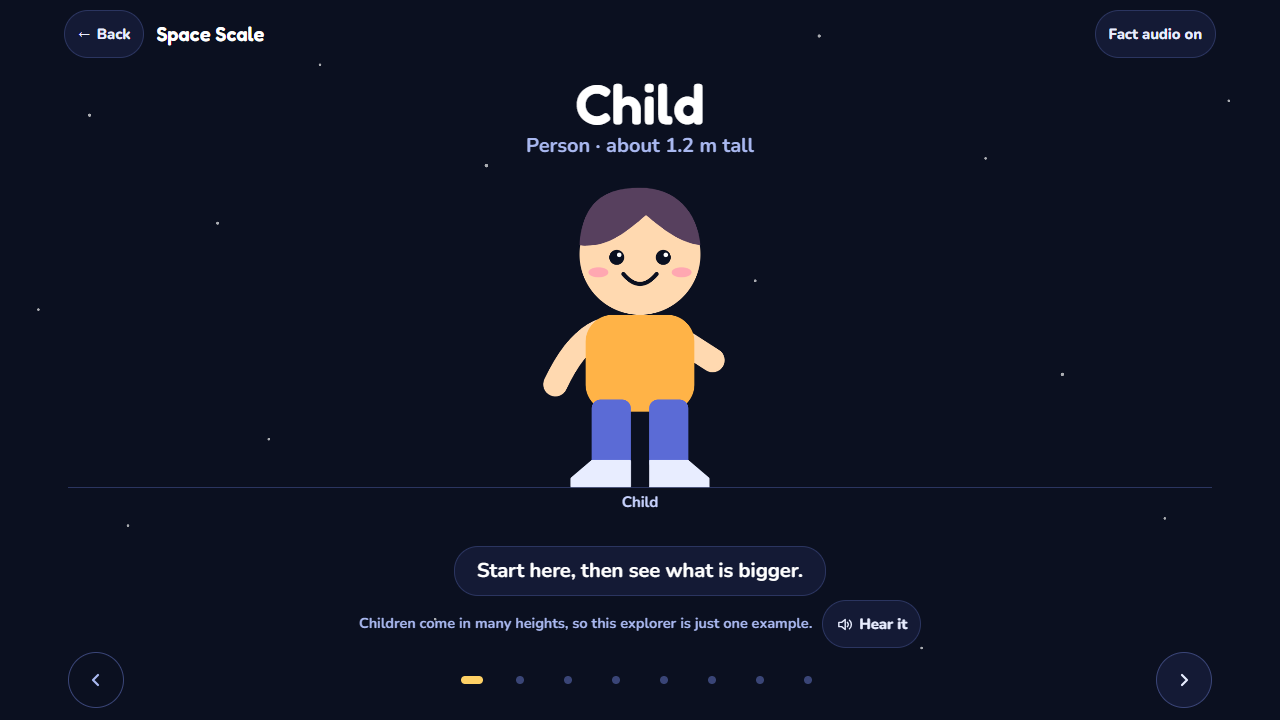 ← Back
Space Scale
Fact audio on
Child
Person · about 1.2 m tall
Child
Start here, then see what is bigger.
Children come in many heights, so this explorer is just one example.
Hear it